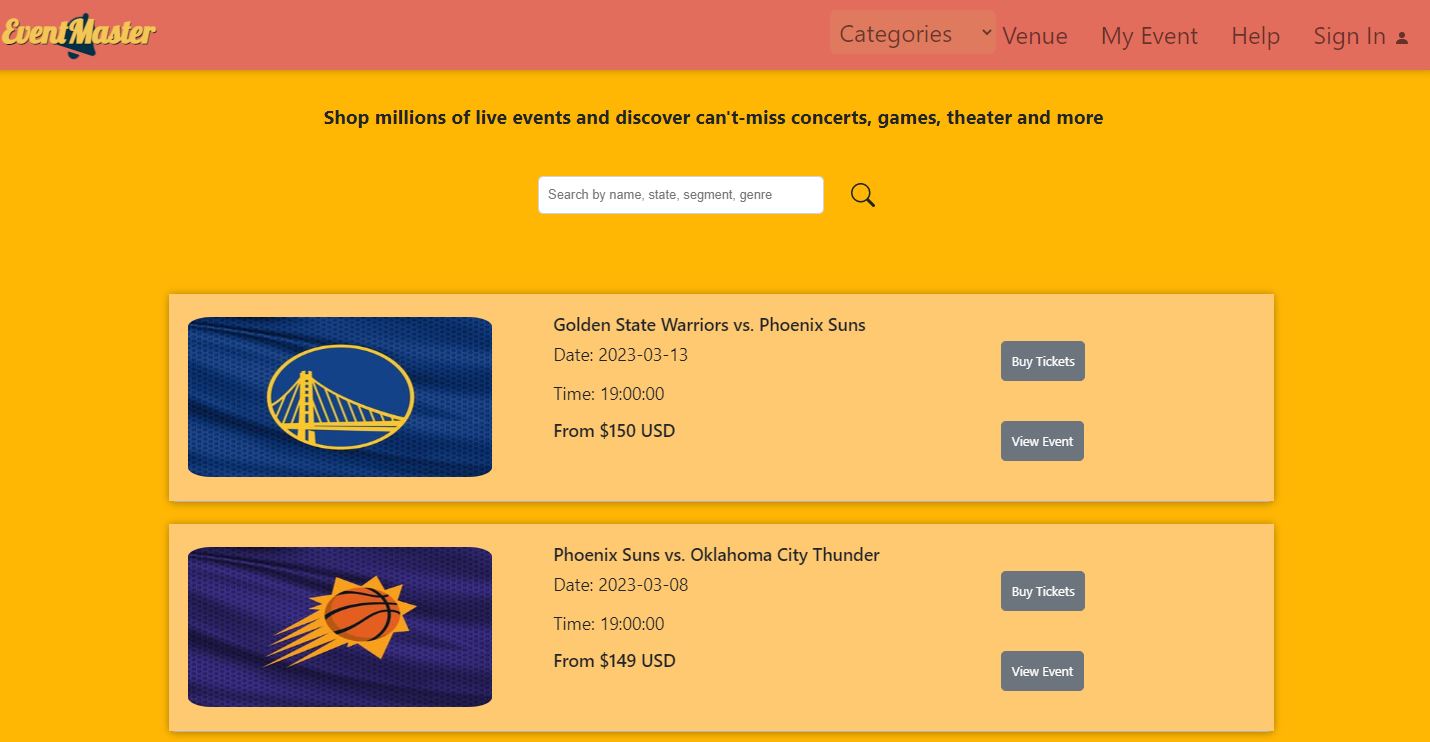 EventMaster
Categories Venue My Event Help Sign In
Shop millions of live events and discover can't-miss concerts, games, theater and more
Search by name, state, segment, genre
Golden State Warriors vs. Phoenix Suns
Date: 2023-03-13
Time: 19:00:00
From $150 USD
Buy Tickets
View Event
Phoenix Suns vs. Oklahoma City Thunder
Date: 2023-03-08
Time: 19:00:00
From $149 USD
Buy Tickets
View Event